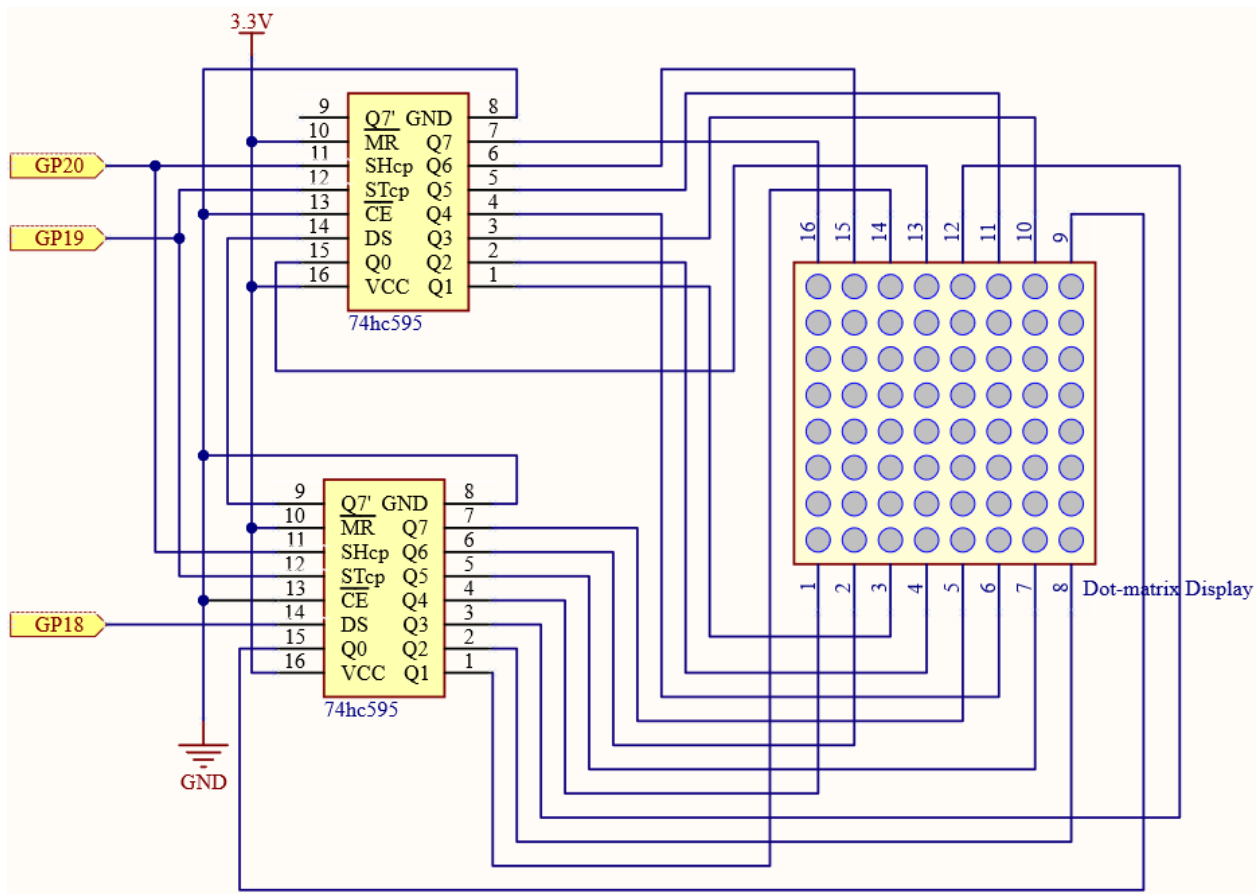 3.3V
9 Q7' GND 8
10 MR Q7 7
GP20 11 SHcp Q6 6
12 STcp Q5 5
13 CE Q4 4
GP19 14 DS Q3 3
15 Q0 Q2 2
16 VCC Q1 1
74hc595
16 15 14 13 12 11 10 9
1 2 3 4 5 6 7 8
Dot-matrix Display
9 Q7' GND 8
10 MR Q7 7
11 SHcp Q6 6
12 STcp Q5 5
13 CE Q4 4
GP18 14 DS Q3 3
15 Q0 Q2 2
16 VCC Q1 1
74hc595
GND